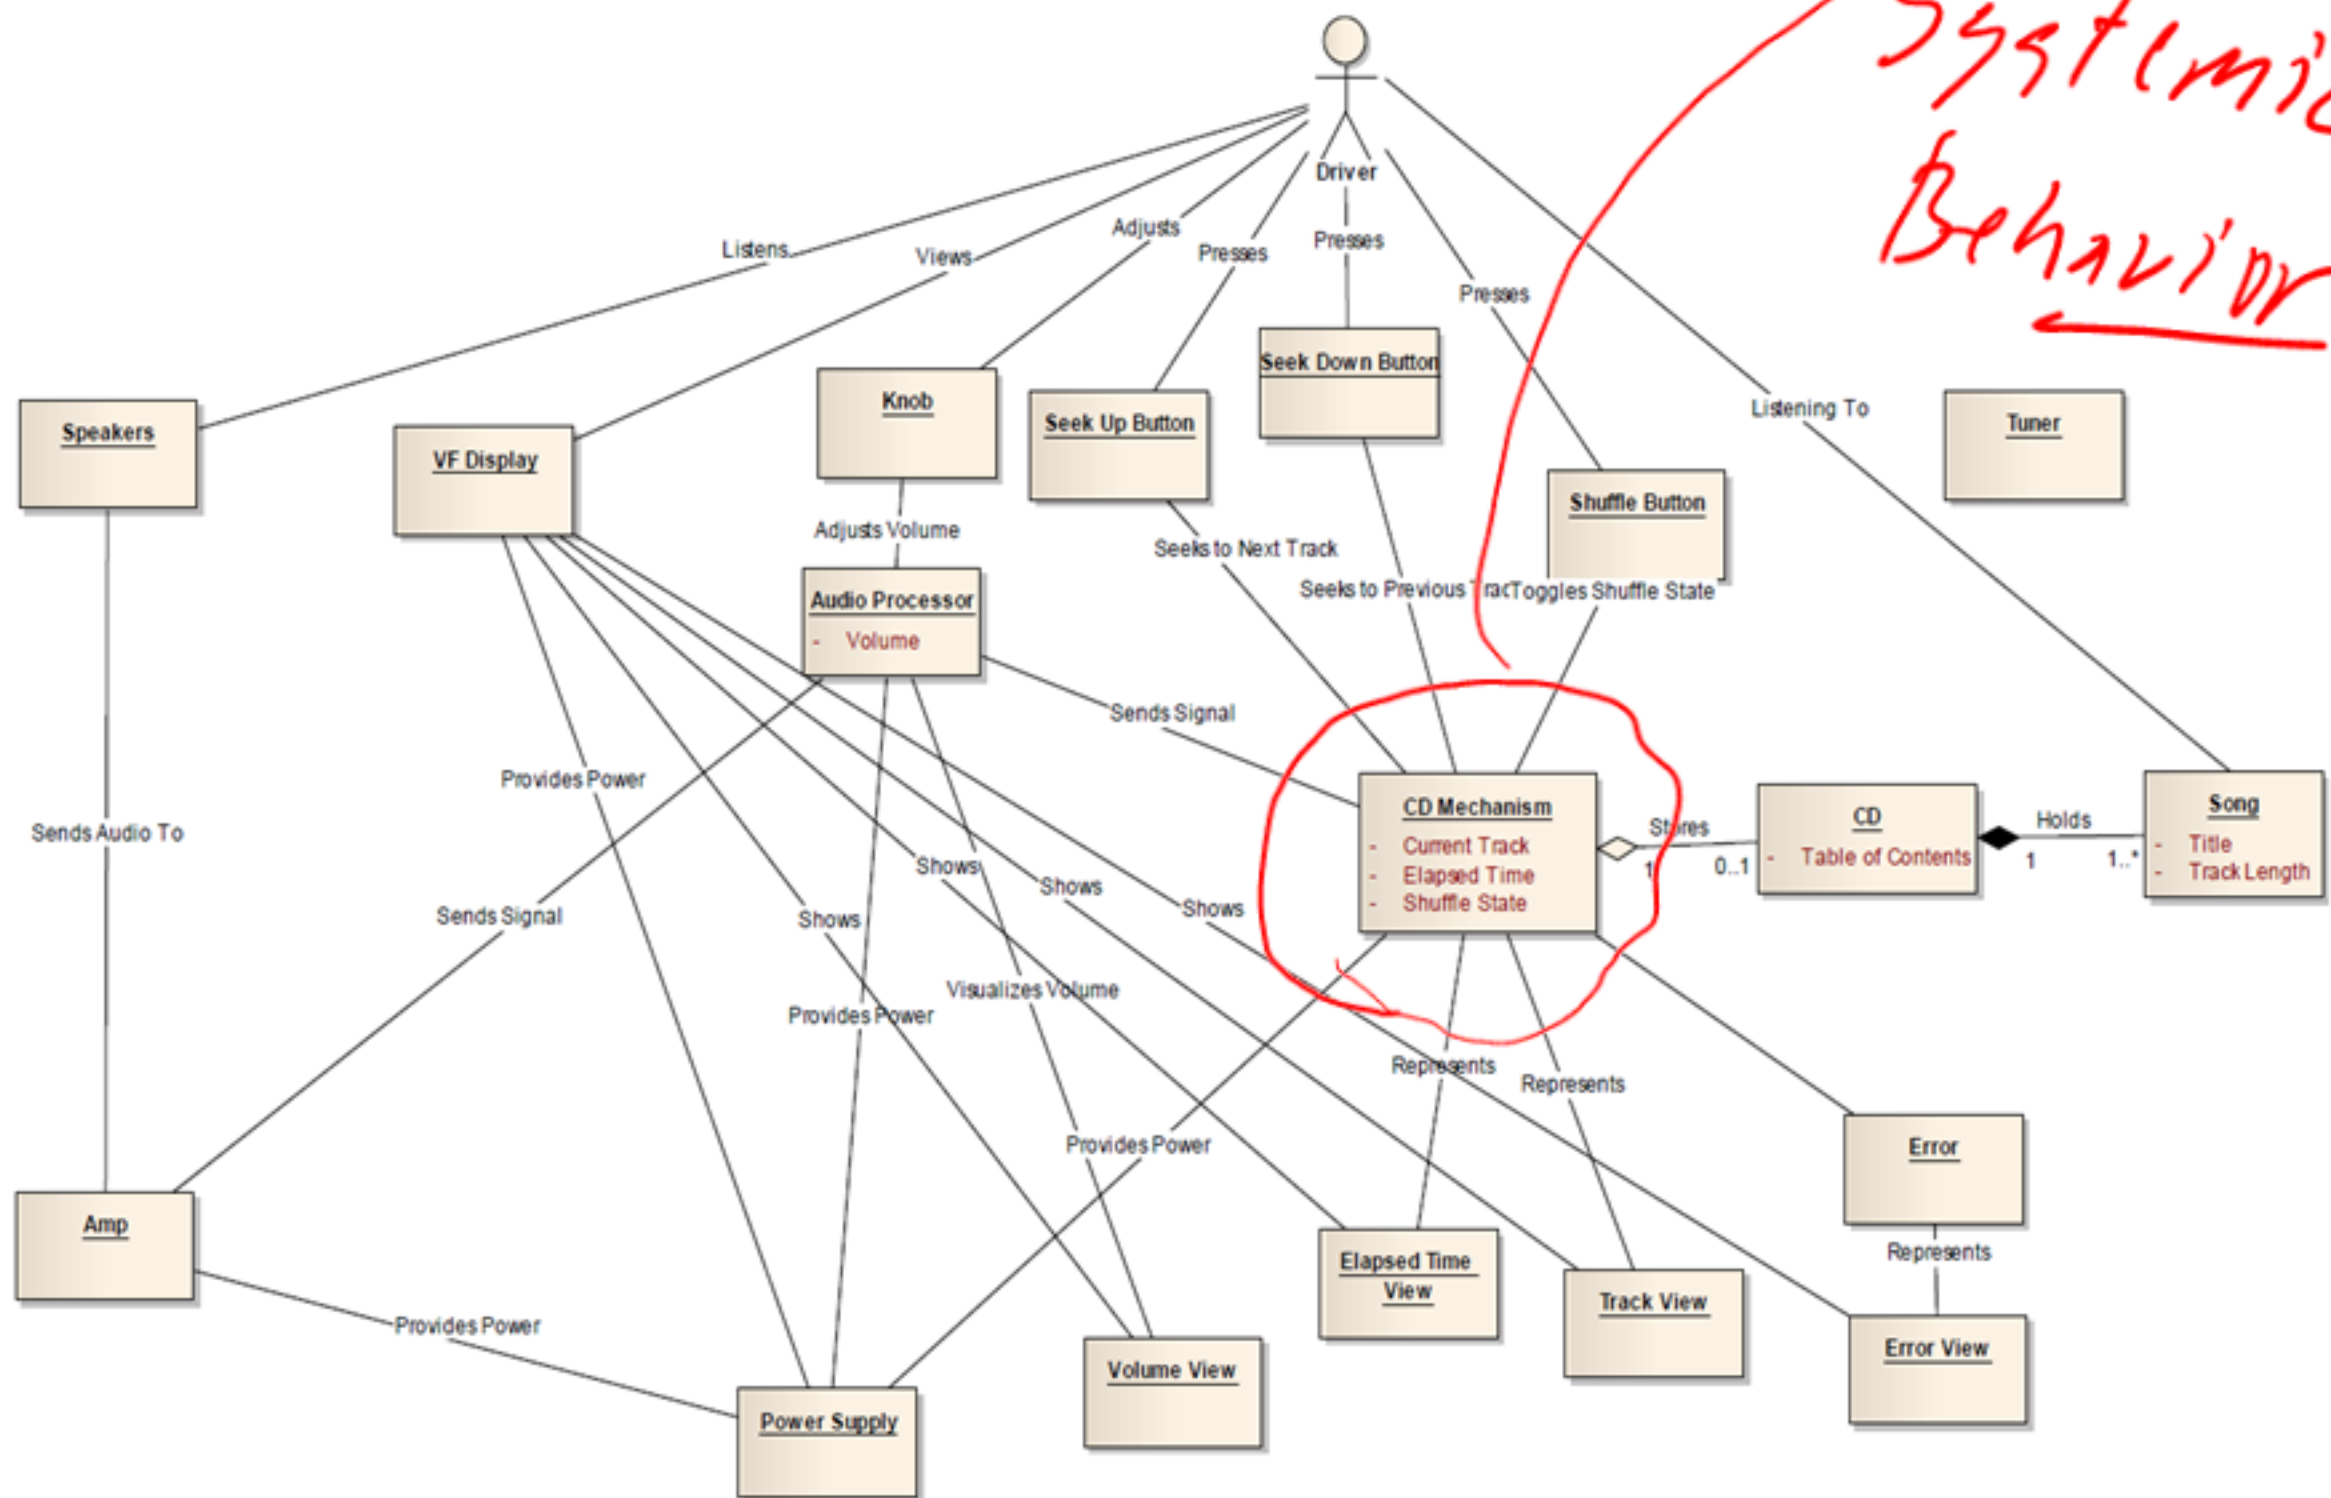 Systemic
Behavior
Driver
Listens
Views
Adjusts
Presses
Presses
Presses
Listening To
Speakers
VF Display
Knob
Seek Up Button
Seek Down Button
Shuffle Button
Tuner
Adjusts Volume
Seeks to Next Track
Seeks to Previous Trac
Toggles Shuffle State
Audio Processor
- Volume
Sends Signal
Provides Power
Sends Audio To
CD Mechanism
- Current Track
- Elapsed Time
- Shuffle State
Stores
1
0..1
CD
- Table of Contents
Holds
1
1..*
Song
- Title
- Track Length
Sends Signal
Shows
Shows
Shows
Shows
Visualizes Volume
Provides Power
Represents
Represents
Provides Power
Error
Represents
Amp
Provides Power
Elapsed Time
View
Track View
Error View
Volume View
Power Supply